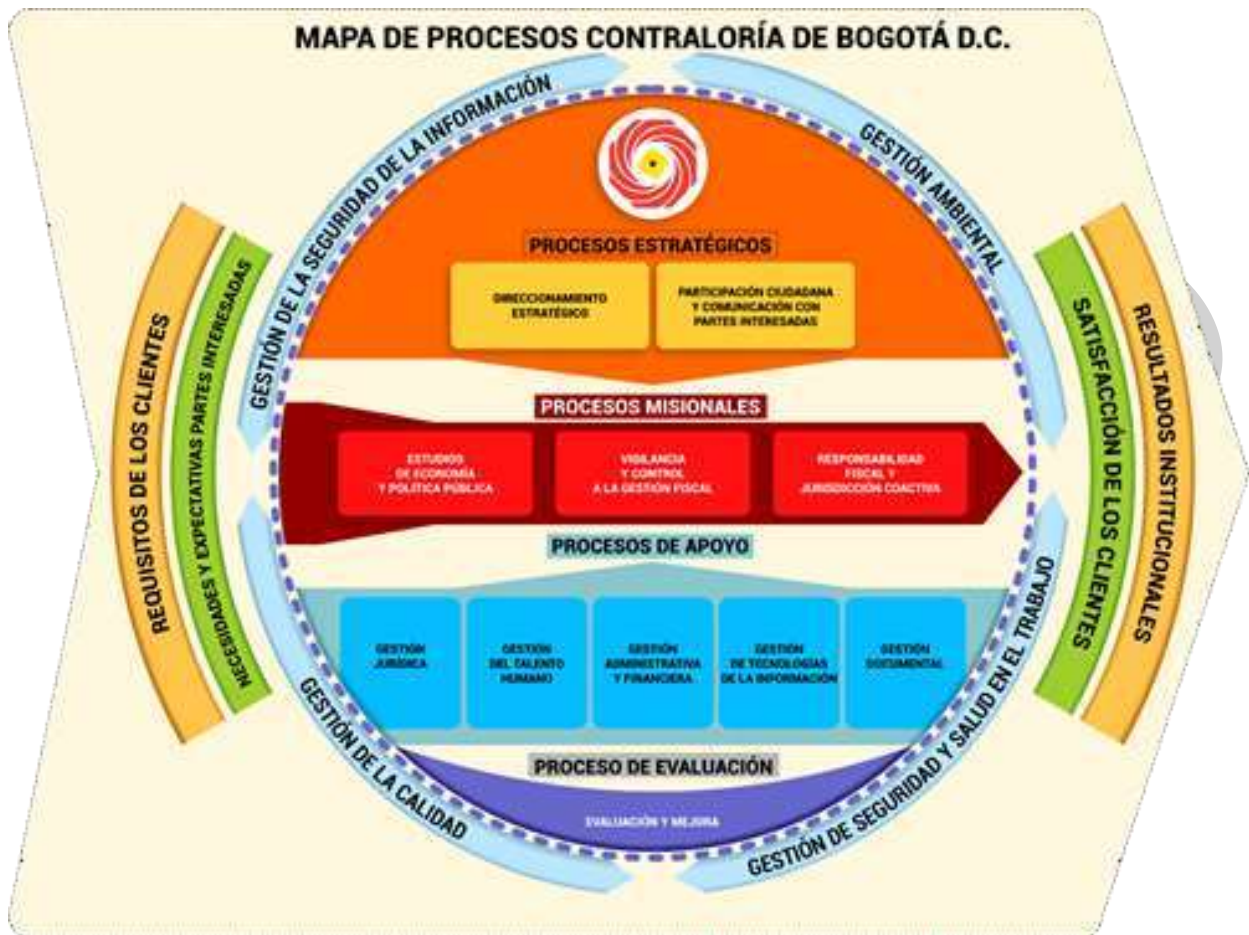 MAPA DE PROCESOS CONTRALORÍA DE BOGOTÁ D.C.
GESTIÓN DE LA SEGURIDAD DE LA INFORMACIÓN
GESTIÓN AMBIENTAL
REQUISITOS DE LOS CLIENTES
NECESIDADES Y EXPECTATIVAS PARTES INTERESADAS
PROCESOS ESTRATÉGICOS
DIRECCIONAMIENTO
ESTRATÉGICO
PARTICIPACIÓN CIUDADANA
Y COMUNICACIÓN CON
PARTES INTERESADAS
PROCESOS MISIONALES
ESTUDIOS
DE ECONOMÍA
Y POLÍTICA PÚBLICA
VIGILANCIA
Y CONTROL
A LA GESTIÓN FISCAL
RESPONSABILIDAD
FISCAL Y
JURISDICCIÓN COACTIVA
PROCESOS DE APOYO
GESTIÓN
JURÍDICA
GESTIÓN
DEL TALENTO
HUMANO
GESTIÓN
ADMINISTRATIVA
Y FINANCIERA
GESTIÓN
DE TECNOLOGÍAS
DE LA INFORMACIÓN
GESTIÓN
DOCUMENTAL
PROCESO DE EVALUACIÓN
EVALUACIÓN Y MEJORA
GESTIÓN DE LA CALIDAD
GESTIÓN DE SEGURIDAD Y SALUD EN EL TRABAJO
SATISFACCIÓN DE LOS CLIENTES
RESULTADOS INSTITUCIONALES